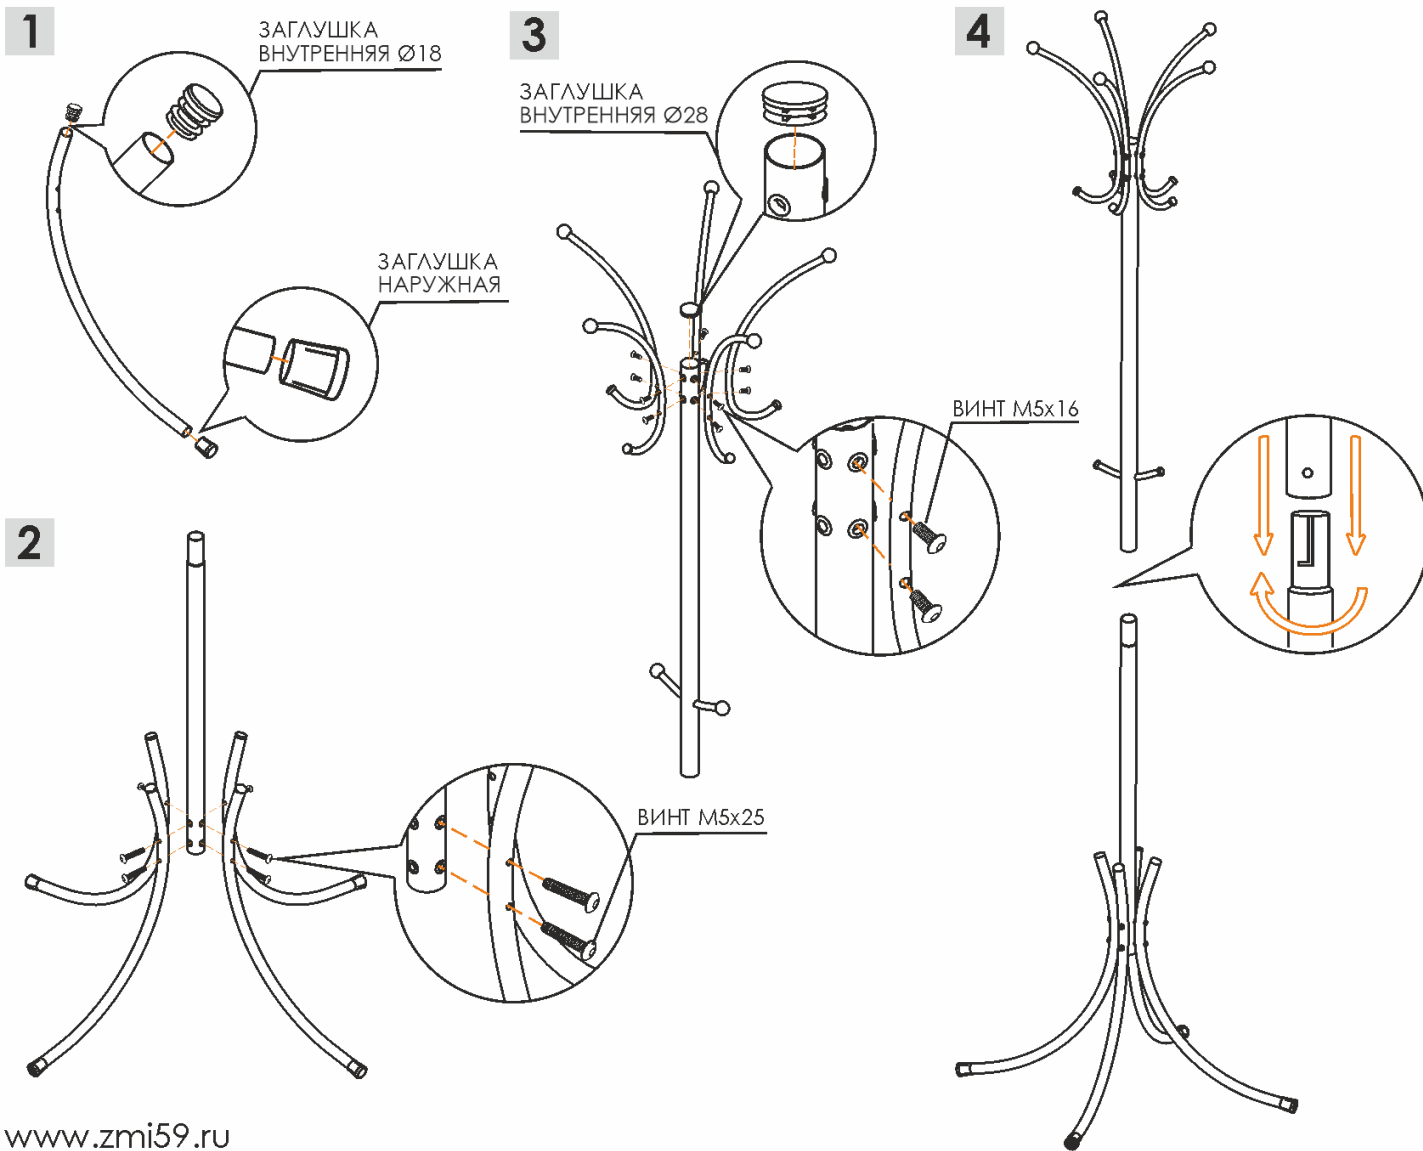 1
ЗАГЛУШКА
ВНУТРЕННЯЯ Ø18
ЗАГЛУШКА
НАРУЖНАЯ
2
ВИНТ М5х25
3
ЗАГЛУШКА
ВНУТРЕННЯЯ Ø28
ВИНТ М5х16
4
www.zmi59.ru